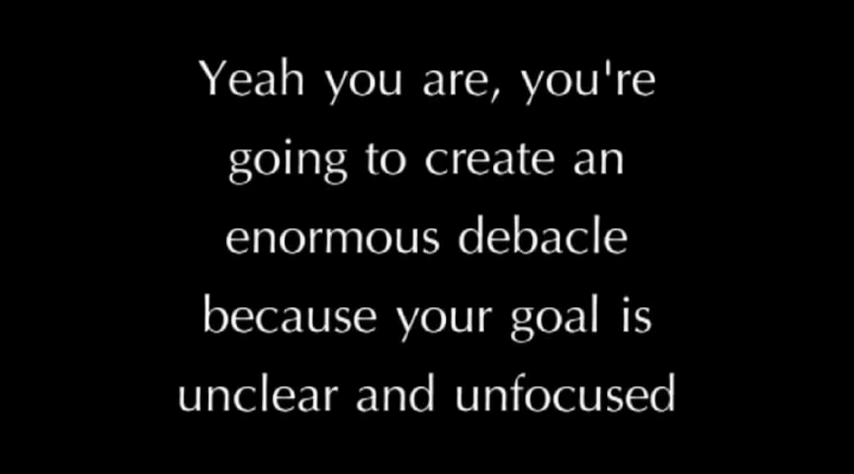 Yeah you are, you're
going to create an
enormous debacle
because your goal is
unclear and unfocused